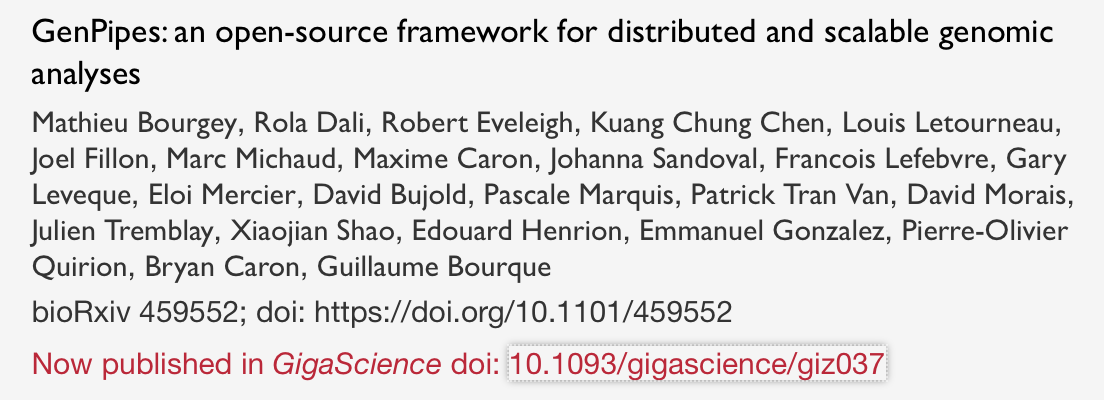 GenPipes: an open-source framework for distributed and scalable genomic
analyses
Mathieu Bourgey, Rola Dali, Robert Eveleigh, Kuang Chung Chen, Louis Letourneau,
Joel Fillon, Marc Michaud, Maxime Caron, Johanna Sandoval, Francois Lefebvre, Gary
Leveque, Eloi Mercier, David Bujold, Pascale Marquis, Patrick Tran Van, David Morais,
Julien Tremblay, Xiaojian Shao, Edouard Henrion, Emmanuel Gonzalez, Pierre-Olivier
Quirion, Bryan Caron, Guillaume Bourque
bioRxiv 459552; doi: https://doi.org/10.1101/459552
Now published in GigaScience doi: 10.1093/gigascience/giz037